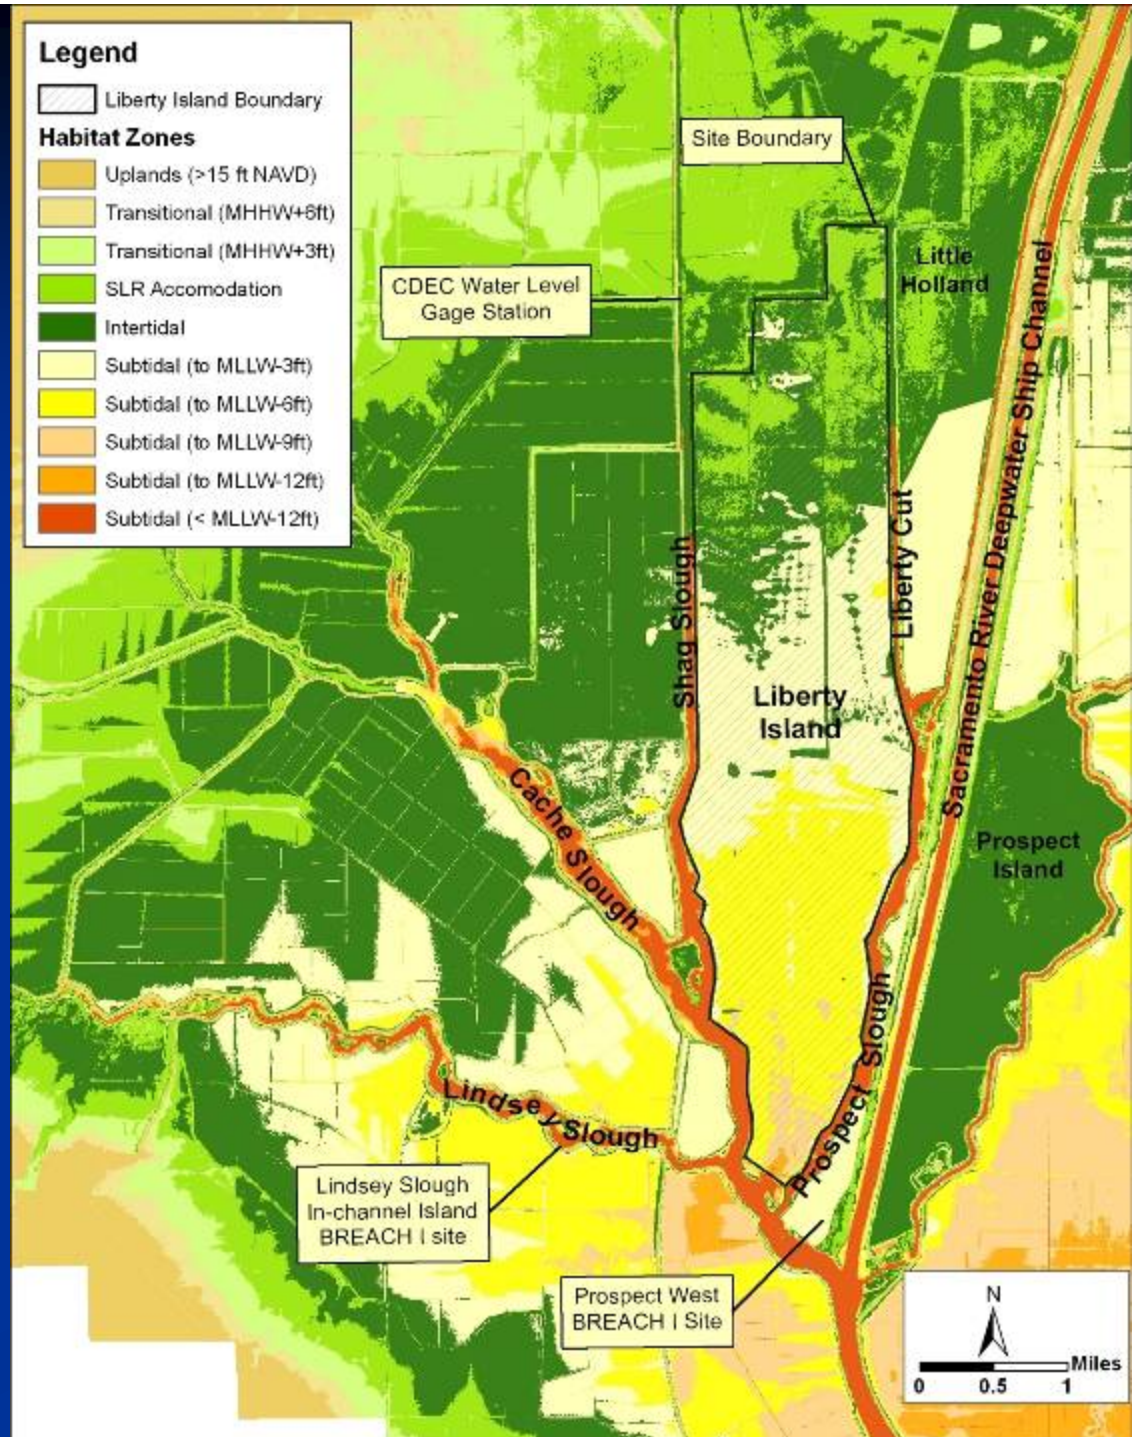 Legend
Liberty Island Boundary
Habitat Zones
Uplands (>15 ft NAVD)
Transitional (MHHW+6ft)
Transitional (MHHW+3ft)
SLR Accomodation
Intertidal
Subtidal (to MLLW-3ft)
Subtidal (to MLLW-6ft)
Subtidal (to MLLW-9ft)
Subtidal (to MLLW-12ft)
Subtidal (< MLLW-12ft)
Site Boundary
CDEC Water Level
Gage Station
Little
Holland
Sacramento River Deepwater Ship Channel
Liberty Cut
Shag Slough
Liberty
Island
Cache Slough
Prospect
Island
Prospect Slough
Lindsey Slough
Lindsey Slough
In-channel Island
BREACH I site
Prospect West
BREACH I Site
N
Miles
0 0.5 1